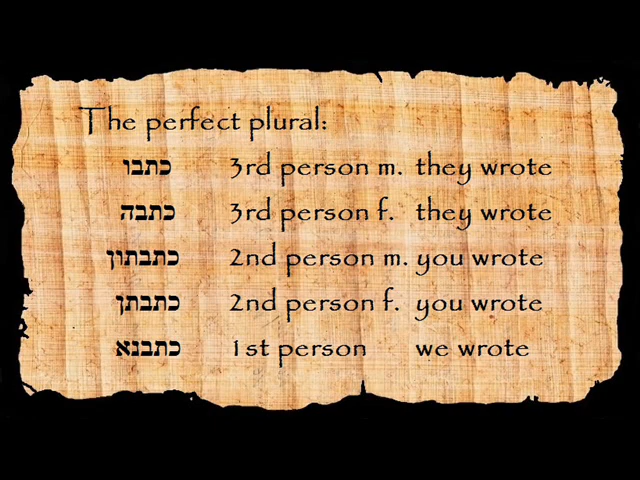 The perfect plural:
כתבו 3rd person m. they wrote
כתבה 3rd person f. they wrote
כתבתון 2nd person m. you wrote
כתבתן 2nd person f. you wrote
כתבנא 1st person we wrote